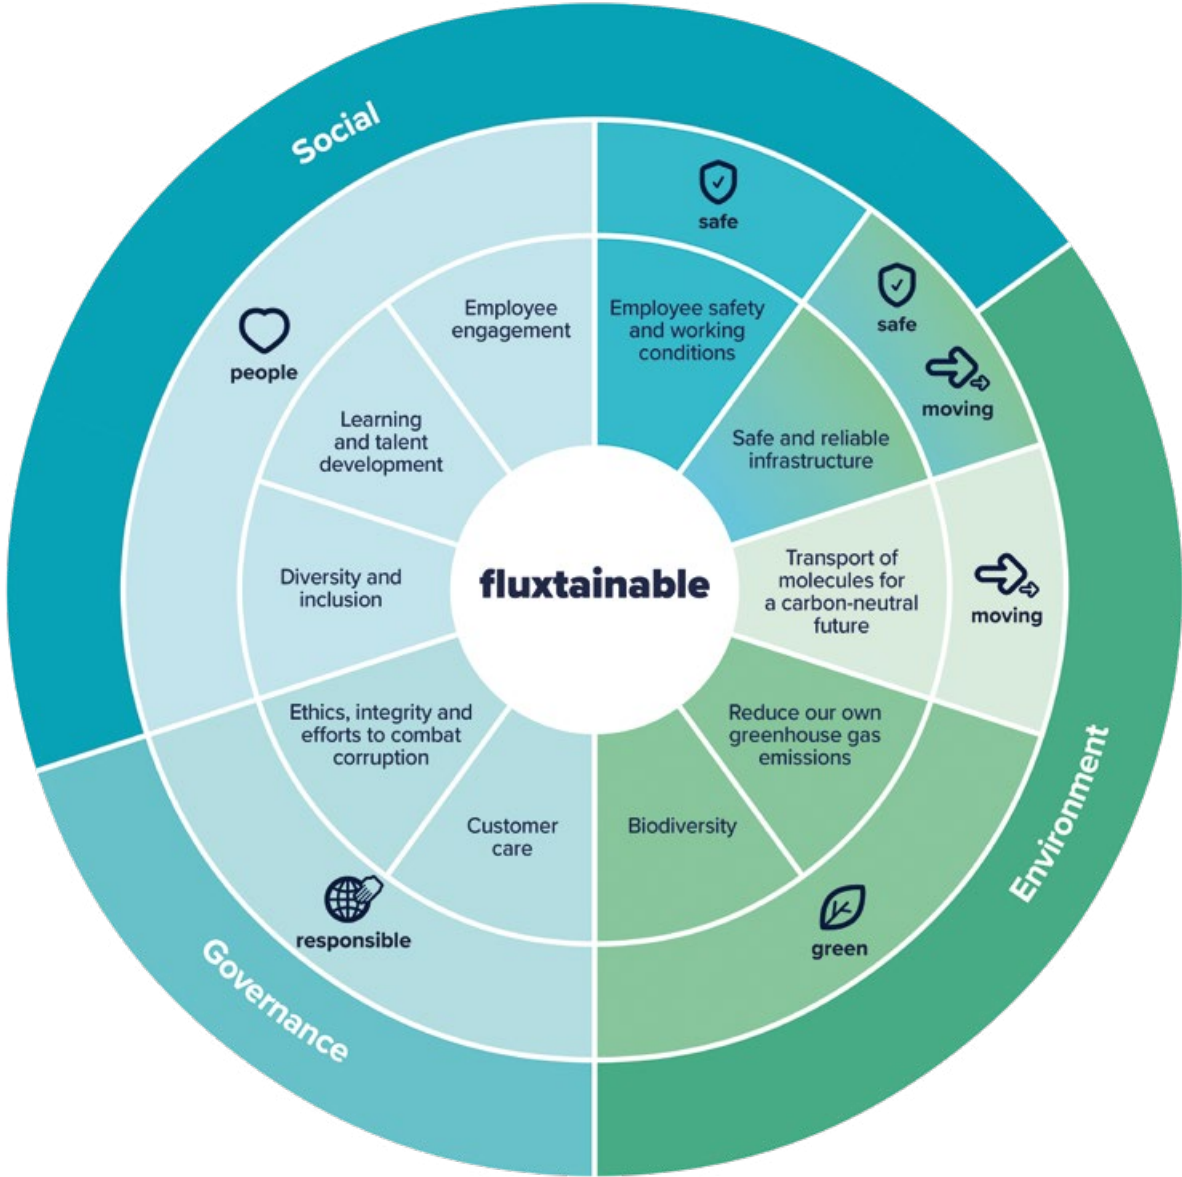 Social
safe
safe
moving
people
Employee
engagement
Employee safety
and working
conditions
Learning
and talent
development
Safe and reliable
infrastructure
Diversity and
inclusion
fluxtainable
Transport of
molecules for
a carbon-neutral
future
moving
Ethics, integrity and
efforts to combat
corruption
Reduce our own
greenhouse gas
emissions
Customer
care
Biodiversity
responsible
green
Governance
Environment